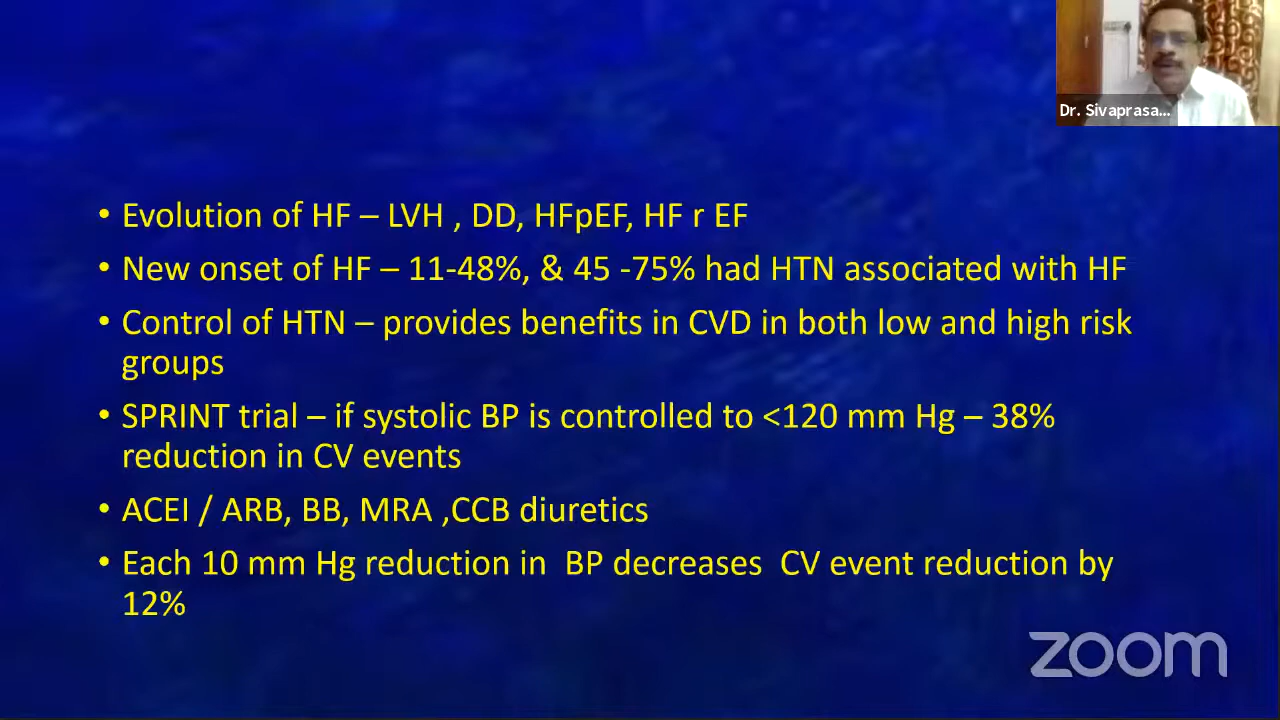 Dr. Sivaprasa...
• Evolution of HF – LVH , DD, HFpEF, HF r EF
• New onset of HF – 11-48%, & 45 -75% had HTN associated with HF
• Control of HTN – provides benefits in CVD in both low and high risk
groups
• SPRINT trial – if systolic BP is controlled to <120 mm Hg – 38%
reduction in CV events
• ACEI / ARB, BB, MRA ,CCB diuretics
• Each 10 mm Hg reduction in  BP decreases  CV event reduction by
12%
zoom